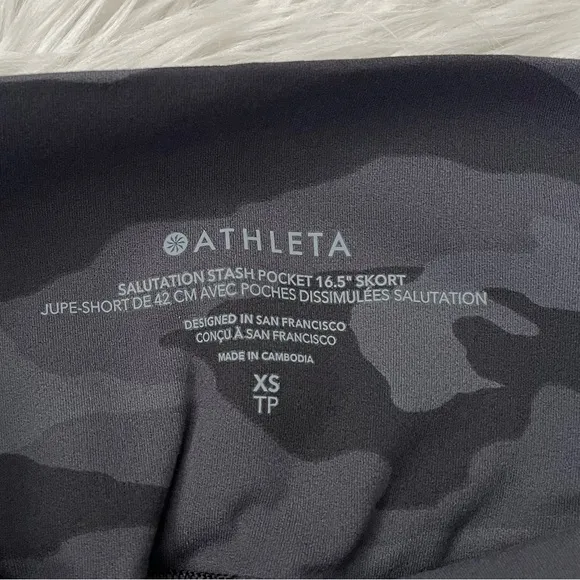 ATHLETA
SALUTATION STASH POCKET 16.5" SKORT
JUPE-SHORT DE 42 CM AVEC POCHES DISSIMULÉES SALUTATION
DESIGNED IN SAN FRANCISCO
CONÇU À SAN FRANCISCO
MADE IN CAMBODIA
XS
TP